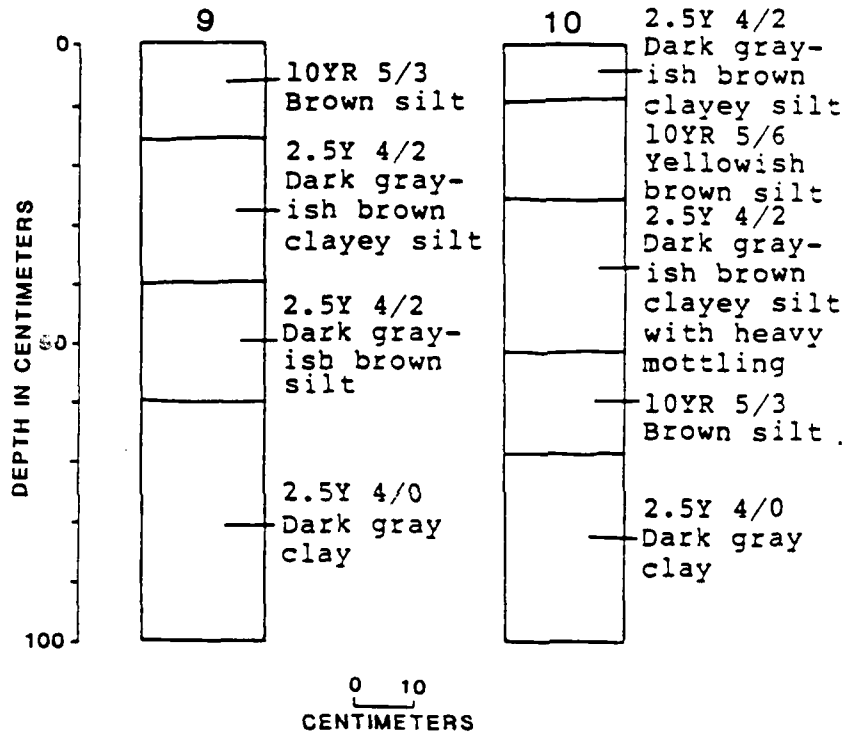 9
10
DEPTH IN CENTIMETERS
0
50
100
10YR 5/3
Brown silt
2.5Y 4/2
Dark gray-
ish brown
clayey silt
2.5Y 4/2
Dark gray-
ish brown
silt
2.5Y 4/0
Dark gray
clay
2.5Y 4/2
Dark gray-
ish brown
clayey silt
10YR 5/6
Yellowish
brown silt
2.5Y 4/2
Dark gray-
ish brown
clayey silt
with heavy
mottling
10YR 5/3
Brown silt
2.5Y 4/0
Dark gray
clay
0 10
CENTIMETERS